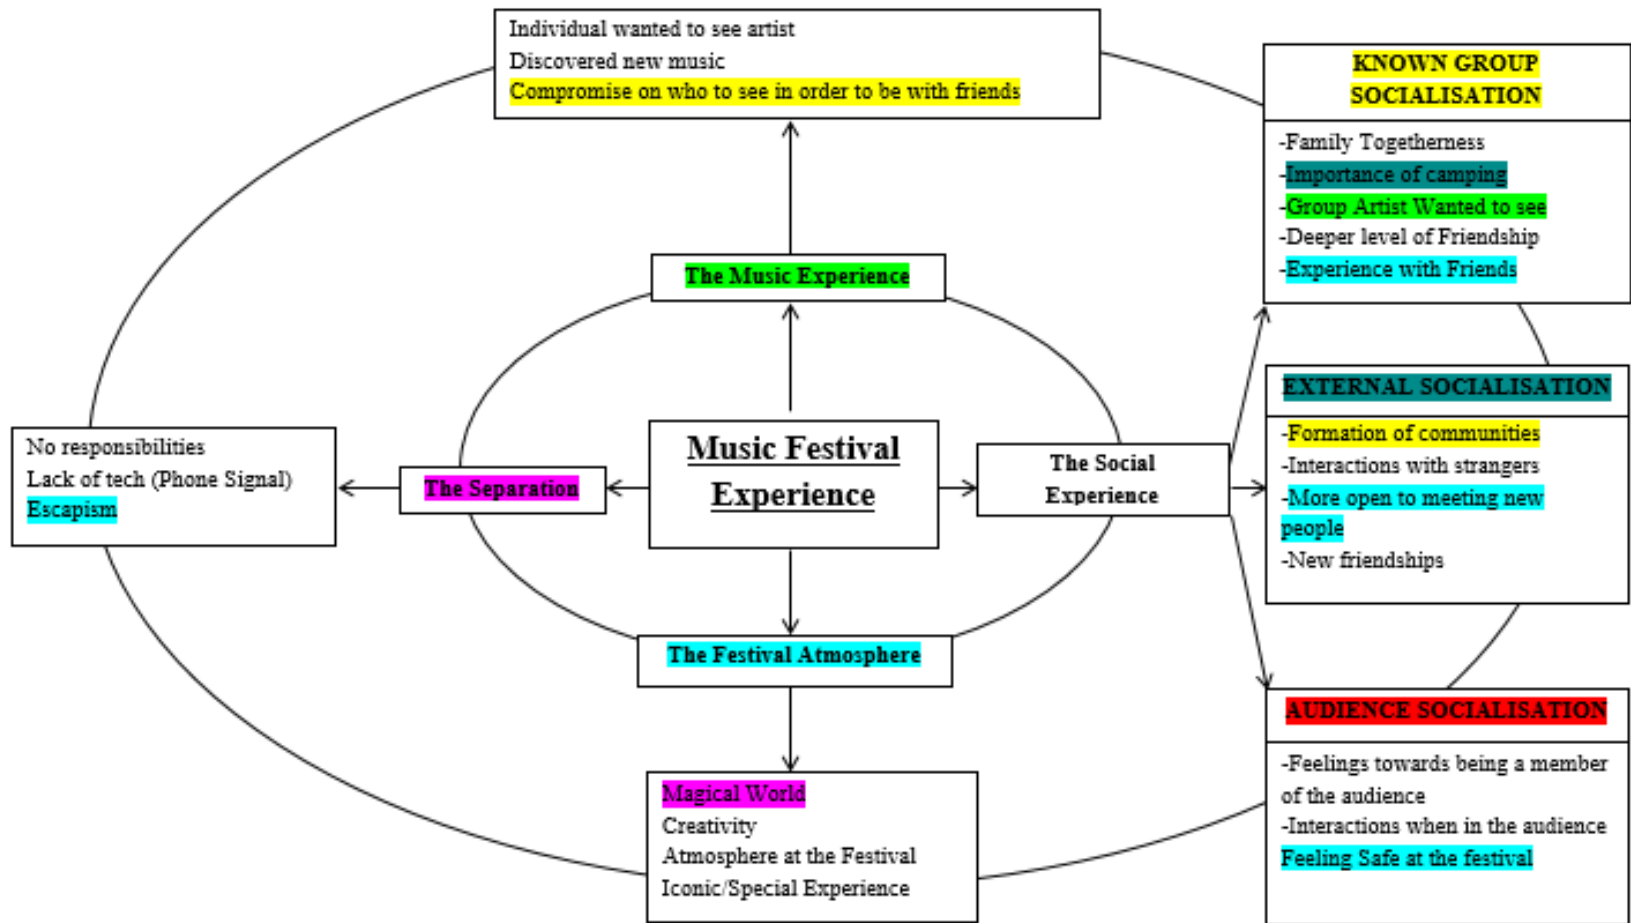 Individual wanted to see artist
Discovered new music
Compromise on who to see in order to be with friends
KNOWN GROUP
SOCIALISATION
-Family Togetherness
-Importance of camping
-Group Artist Wanted to see
-Deeper level of Friendship
-Experience with Friends
The Music Experience
EXTERNAL SOCIALISATION
-Formation of communities
-Interactions with strangers
-More open to meeting new
people
-New friendships
No responsibilities
Lack of tech (Phone Signal)
Escapism
The Separation
Music Festival
Experience
The Social
Experience
The Festival Atmosphere
AUDIENCE SOCIALISATION
-Feelings towards being a member
of the audience
-Interactions when in the audience
Feeling Safe at the festival
Magical World
Creativity
Atmosphere at the Festival
Iconic/Special Experience